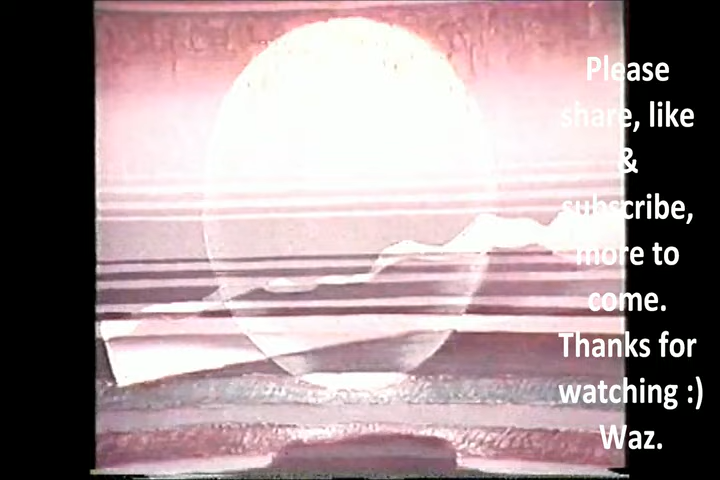 Please
share, like
&
subscribe,
more to
come.
Thanks for
watching :)
Waz.